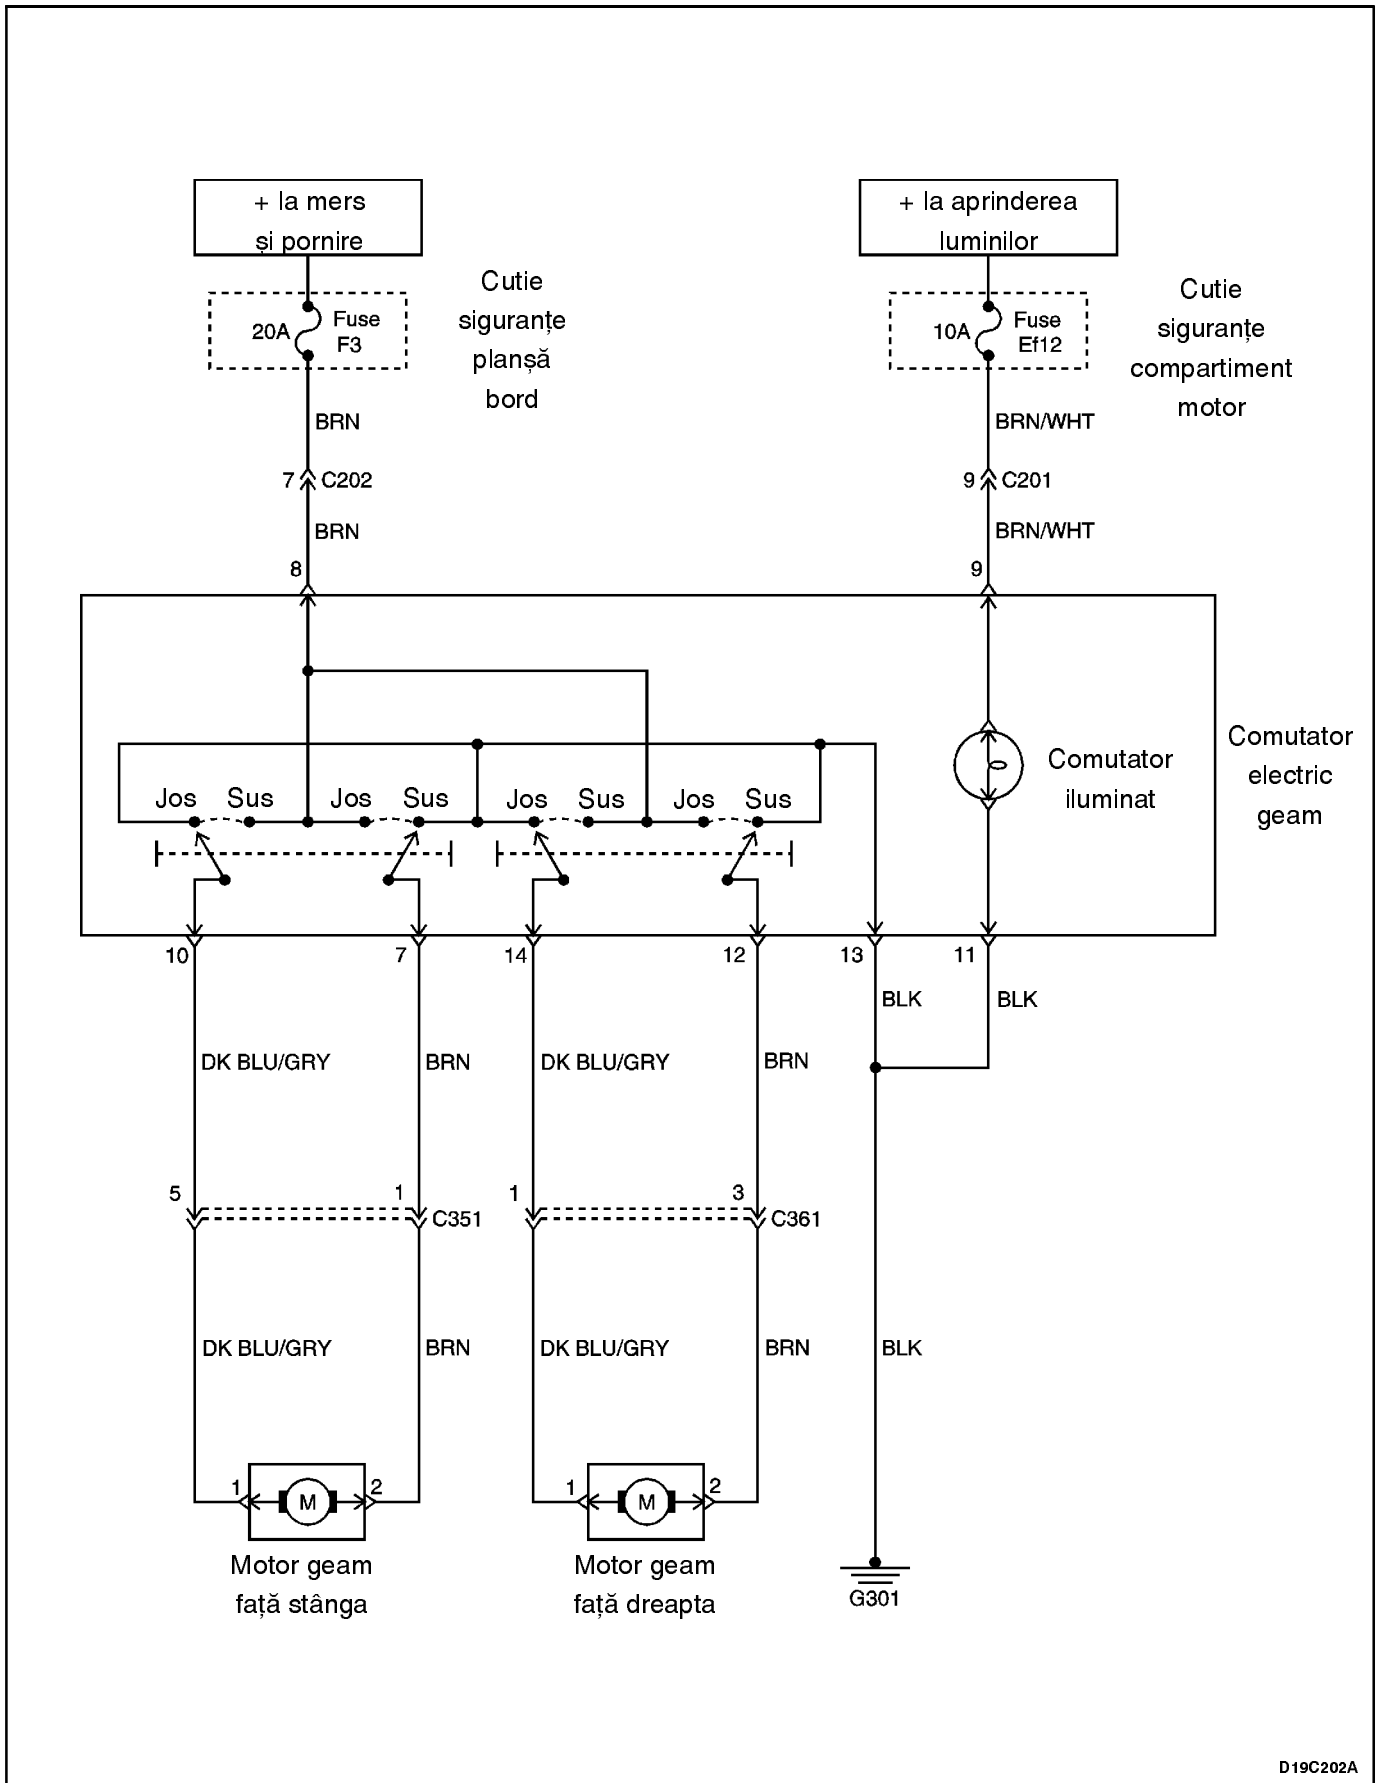 + la mers
și pornire
+ la aprinderea
luminilor
Cutie
siguranțe
planșă
bord
20A
Fuse
F3
Cutie
siguranțe
compartiment
motor
10A
Fuse
Ef12
BRN
BRN/WHT
7
C202
9
C201
BRN
BRN/WHT
8
9
Comutator
electric
geam
Comutator
iluminat
Jos
Sus
Jos
Sus
Jos
Sus
Jos
Sus
10
7
14
12
13
11
BLK
BLK
DK BLU/GRY
BRN
DK BLU/GRY
BRN
5
1
C351
1
3
C361
DK BLU/GRY
BRN
DK BLU/GRY
BRN
BLK
1
M
2
1
M
2
Motor geam
față stânga
Motor geam
față dreapta
G301
D19C202A